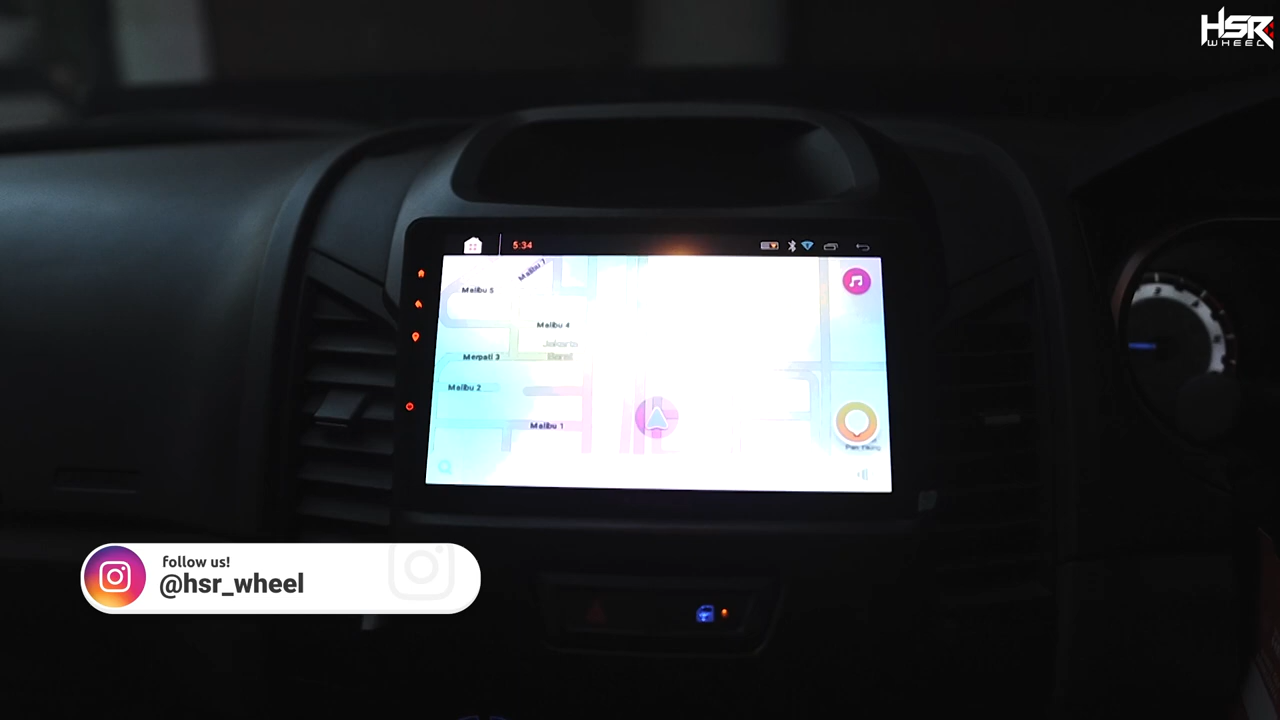 HSR
WHEEL
5:34
Malibu 7
Malibu 5
Malibu 4
Jakarta
Barat
Merpati 3
Malibu 2
Malibu 1
follow us!
@hsr_wheel